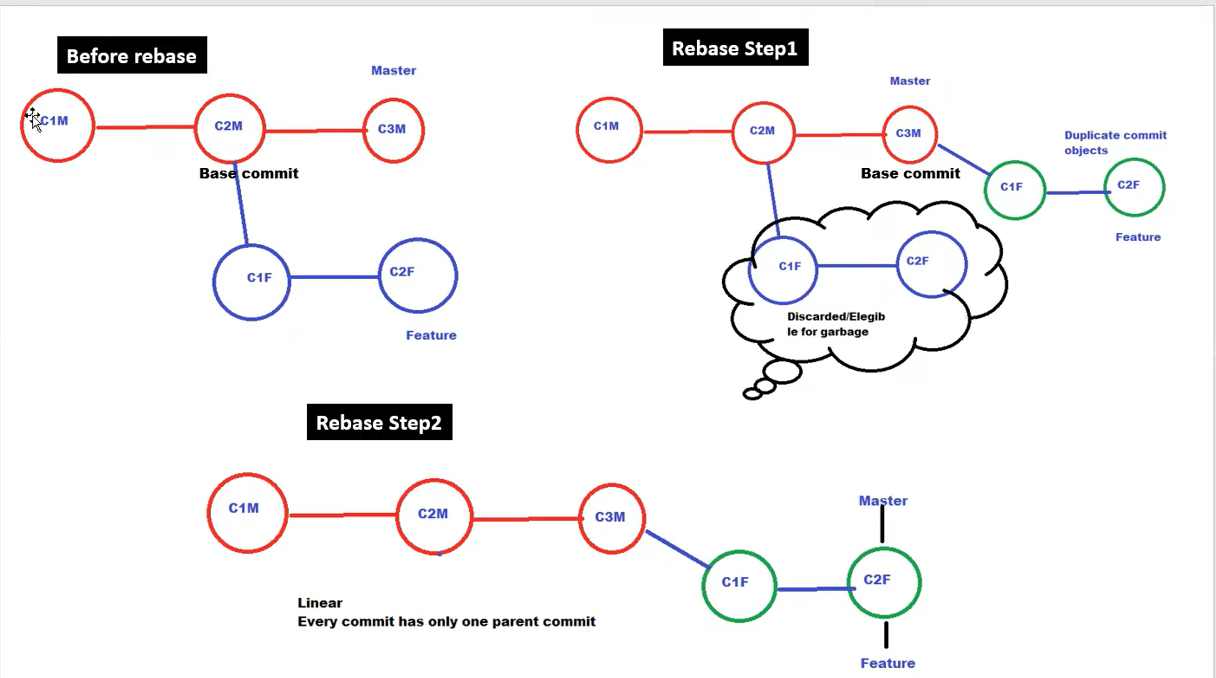 Before rebase
Master
C1M
C2M
C3M
Base commit
C1F
C2F
Feature
Rebase Step1
Master
C1M
C2M
C3M
Duplicate commit
objects
Base commit
C1F
C2F
Feature
C1F
C2F
Discarded/Elegib
le for garbage
Rebase Step2
Master
C1M
C2M
C3M
C1F
C2F
Linear
Every commit has only one parent commit
Feature